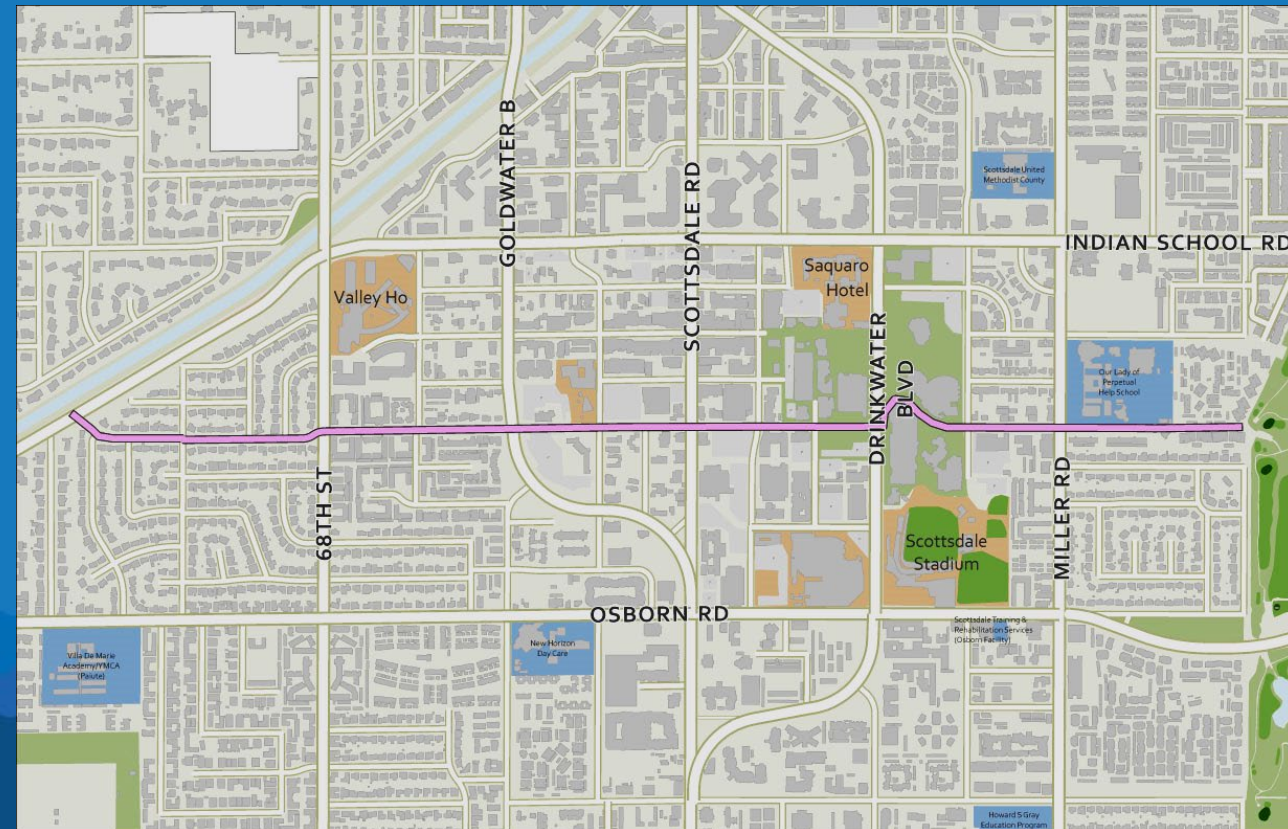 GOLDWATER B
SCOTTSDALE RD
Scottsdale United
Methodist County
INDIAN SCHOOL RD
Valley Ho
Saquaro
Hotel
DRINKWATER
BLVD
Our Lady of
Perpetual
Help School
68TH ST
MILLER RD
Scottsdale
Stadium
OSBORN RD
Scottsdale Training &
Rehabilitation Services
(Osborn Facility)
New Horizon
Day Care
Villa De Marie
Academy/YMCA
(Paiute)
Howard S Gray
Education Program